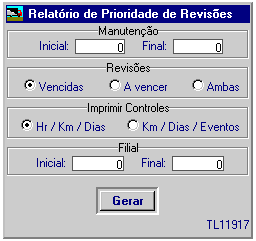 Relatório de Prioridade de Revisões
Manutenção
Inicial: 0 Final: 0
Revisões
Vencidas A vencer Ambas
Imprimir Controles
Hr / Km / Dias Km / Dias / Eventos
Filial
Inicial: 0 Final: 0
Gerar
TL11917